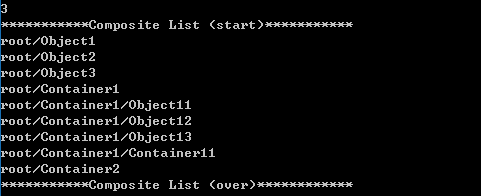 3
***********Composite List (start)***********
root/Object1
root/Object2
root/Object3
root/Container1
root/Container1/Object11
root/Container1/Object12
root/Container1/Object13
root/Container1/Container11
root/Container2
***********Composite List (over)************